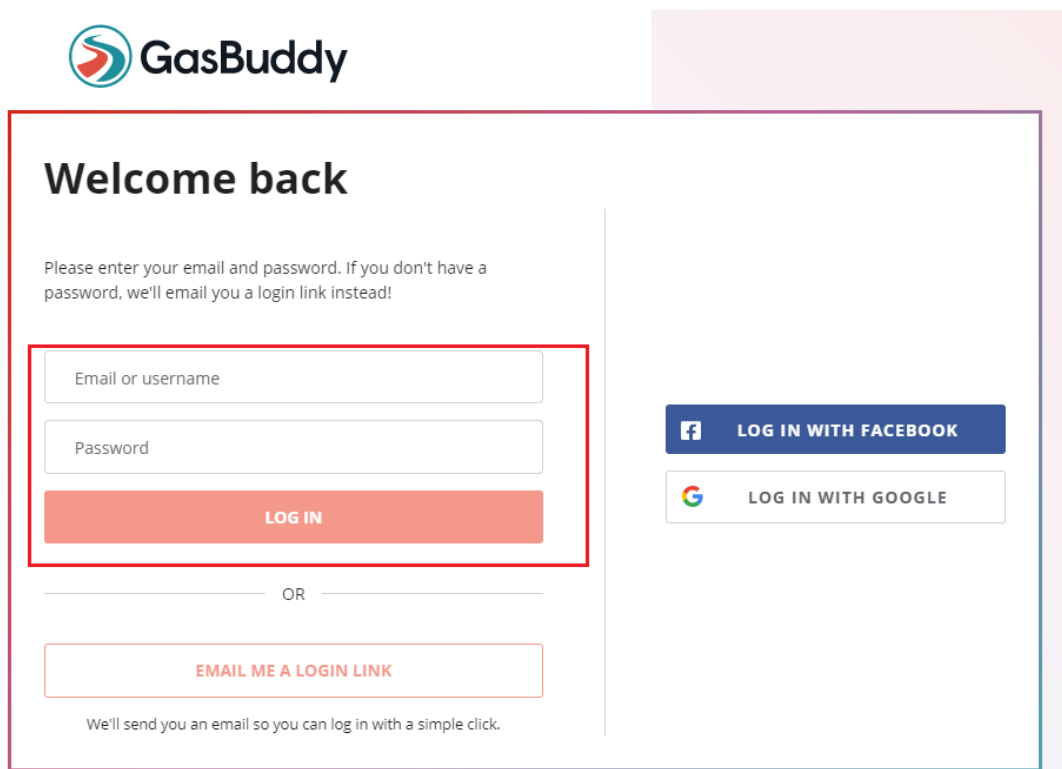 GasBuddy
Welcome back
Please enter your email and password. If you don't have a
password, we'll email you a login link instead!
Email or username
Password
LOG IN
OR
EMAIL ME A LOGIN LINK
We'll send you an email so you can log in with a simple click.
LOG IN WITH FACEBOOK
LOG IN WITH GOOGLE